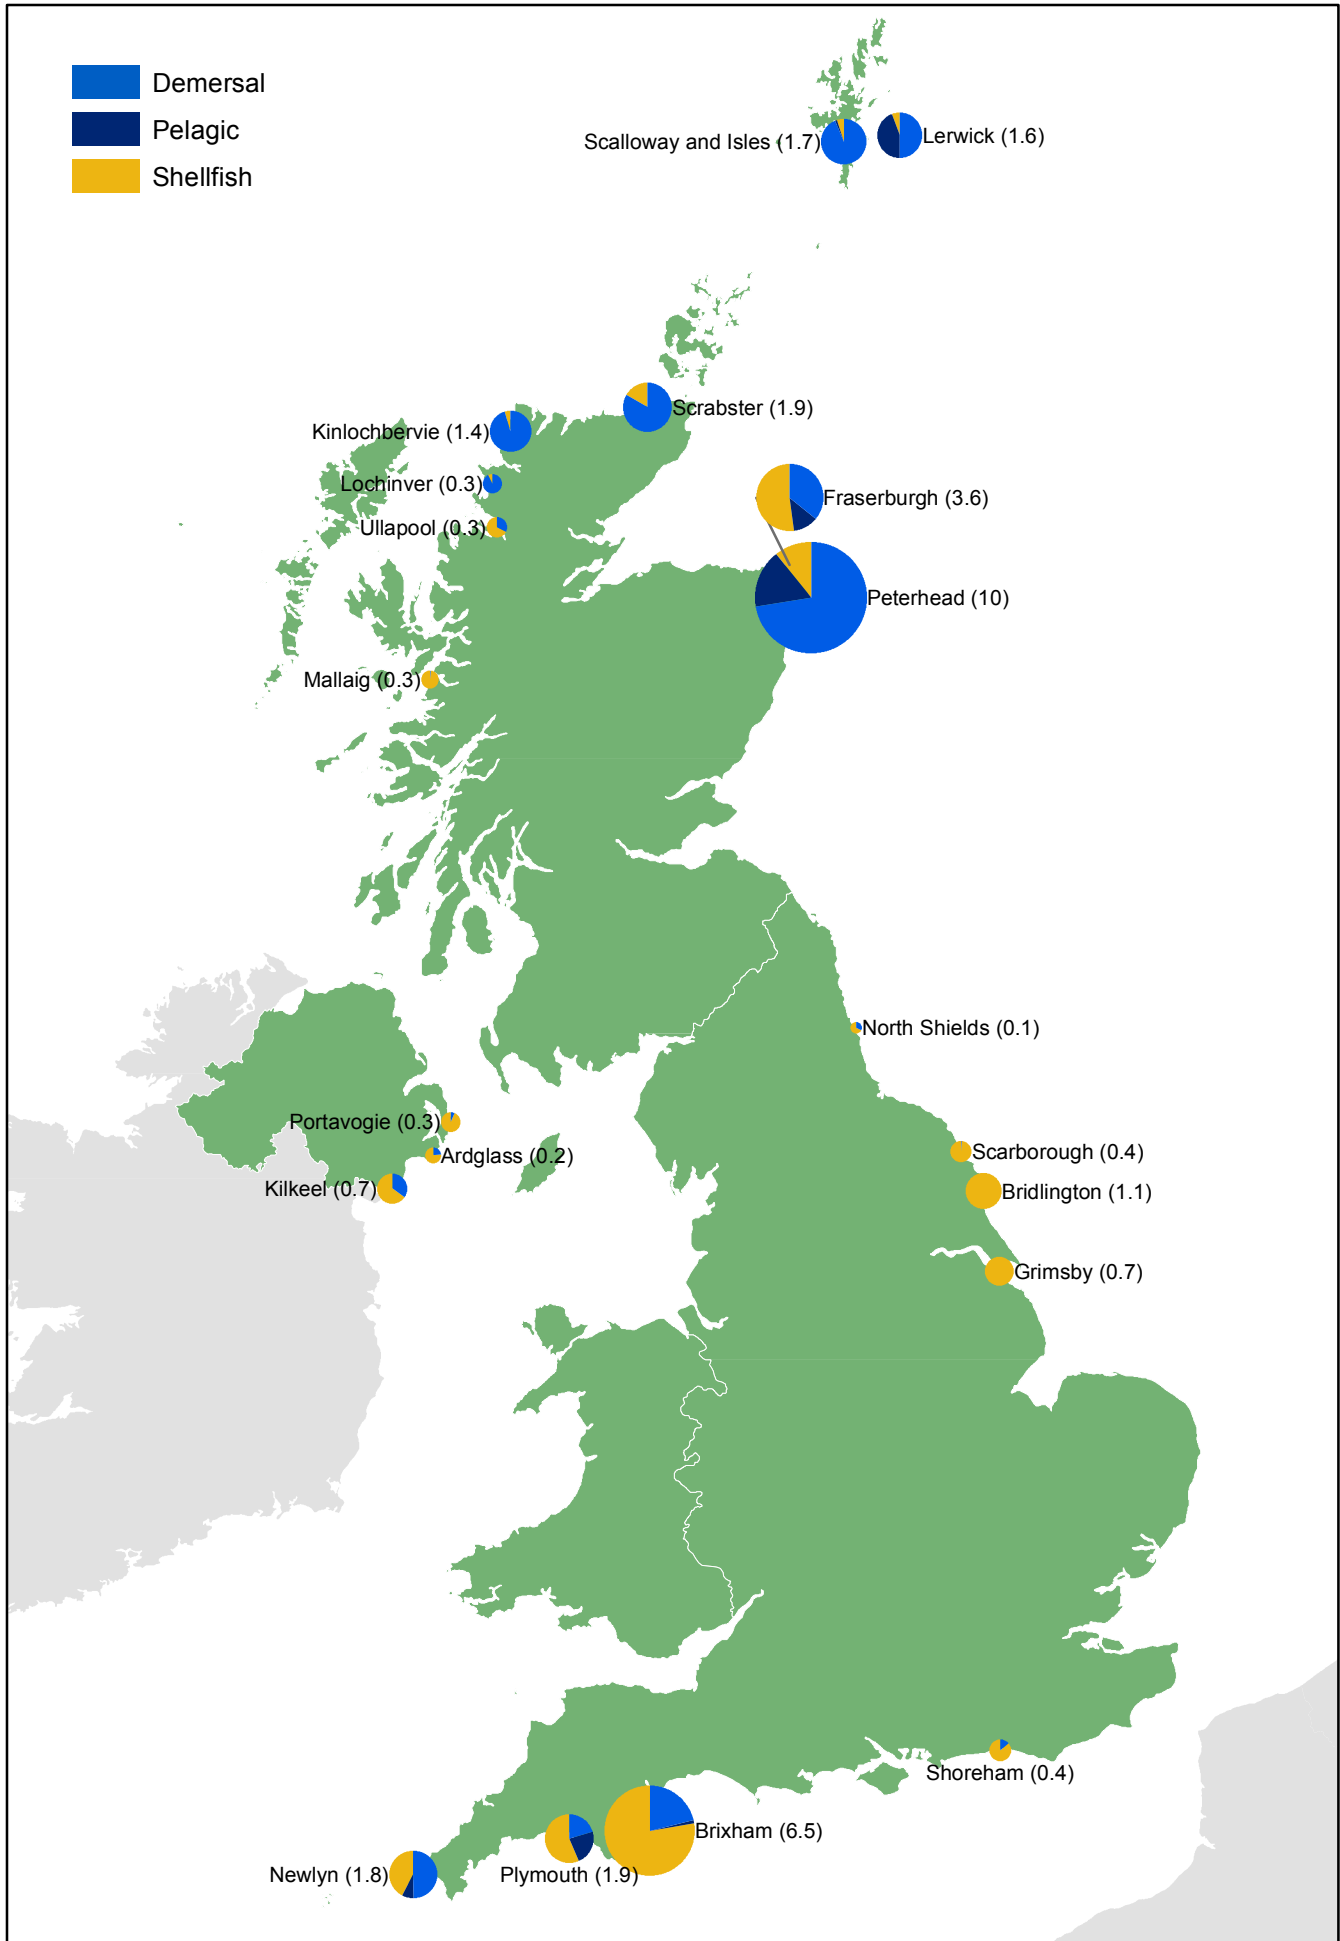 Demersal
Pelagic
Shellfish
Scalloway and Isles (1.7)
Lerwick (1.6)
Scrabster (1.9)
Kinlochbervie (1.4)
Lochinver (0.3)
Fraserburgh (3.6)
Ullapool (0.3)
Peterhead (10)
Mallaig (0.3)
North Shields (0.1)
Portavogie (0.3)
Scarborough (0.4)
Ardglass (0.2)
Kilkeel (0.7)
Bridlington (1.1)
Grimsby (0.7)
Shoreham (0.4)
Brixham (6.5)
Newlyn (1.8)
Plymouth (1.9)